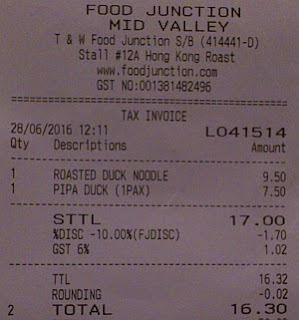 FOOD JUNCTION
MID VALLEY
T & W Food Junction S/B (414441-D)
Stall #12A Hong Kong Roast
www.foodjunction.com
GST NO:001381482496
TAX INVOICE
28/06/2016 12:11 L041514
Qty Descriptions Amount
1 ROASTED DUCK NOODLE 9.50
1 PIPA DUCK (1PAX) 7.50
STTL 17.00
%DISC -10.00%(FJDISC) -1.70
GST 6% 1.02
TTL 16.32
ROUNDING -0.02
2 TOTAL 16.30